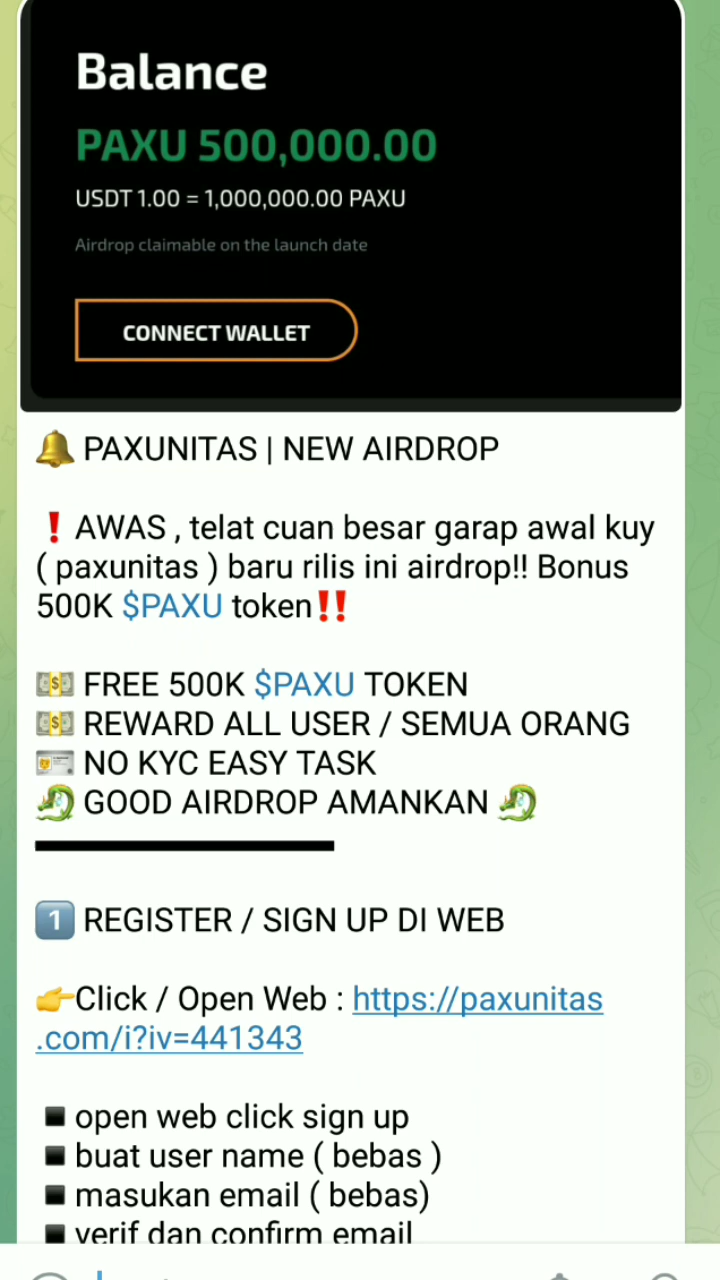 Balance
PAXU 500,000.00
USDT 1.00 = 1,000,000.00 PAXU
Airdrop claimable on the launch date
CONNECT WALLET
🔔 PAXUNITAS | NEW AIRDROP
❗ AWAS , telat cuan besar garap awal kuy
( paxunitas ) baru rilis ini airdrop!! Bonus
500K $PAXU token‼️
💵 FREE 500K $PAXU TOKEN
💵 REWARD ALL USER / SEMUA ORANG
🪪 NO KYC EASY TASK
🐉 GOOD AIRDROP AMANKAN 🐉
1️⃣ REGISTER / SIGN UP DI WEB
👉Click / Open Web : https://paxunitas
.com/i?iv=441343
◾ open web click sign up
◾ buat user name ( bebas )
◾ masukan email ( bebas)
◾ verif dan confirm email